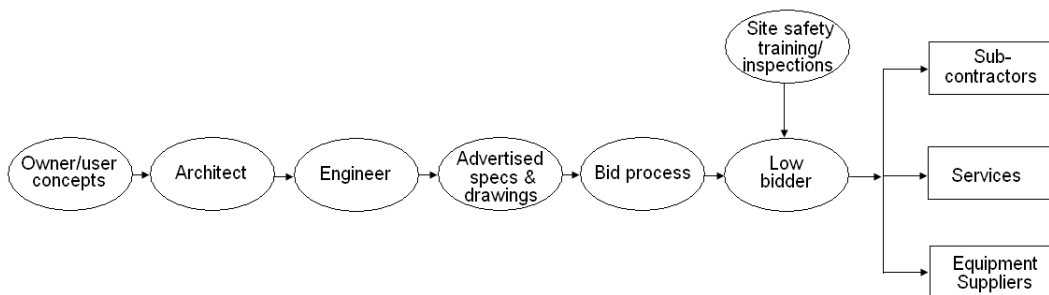 Site safety
training/
inspections
Sub-
contractors
Owner/user
concepts
Architect
Engineer
Advertised
specs &
drawings
Bid process
Low
bidder
Services
Equipment
Suppliers